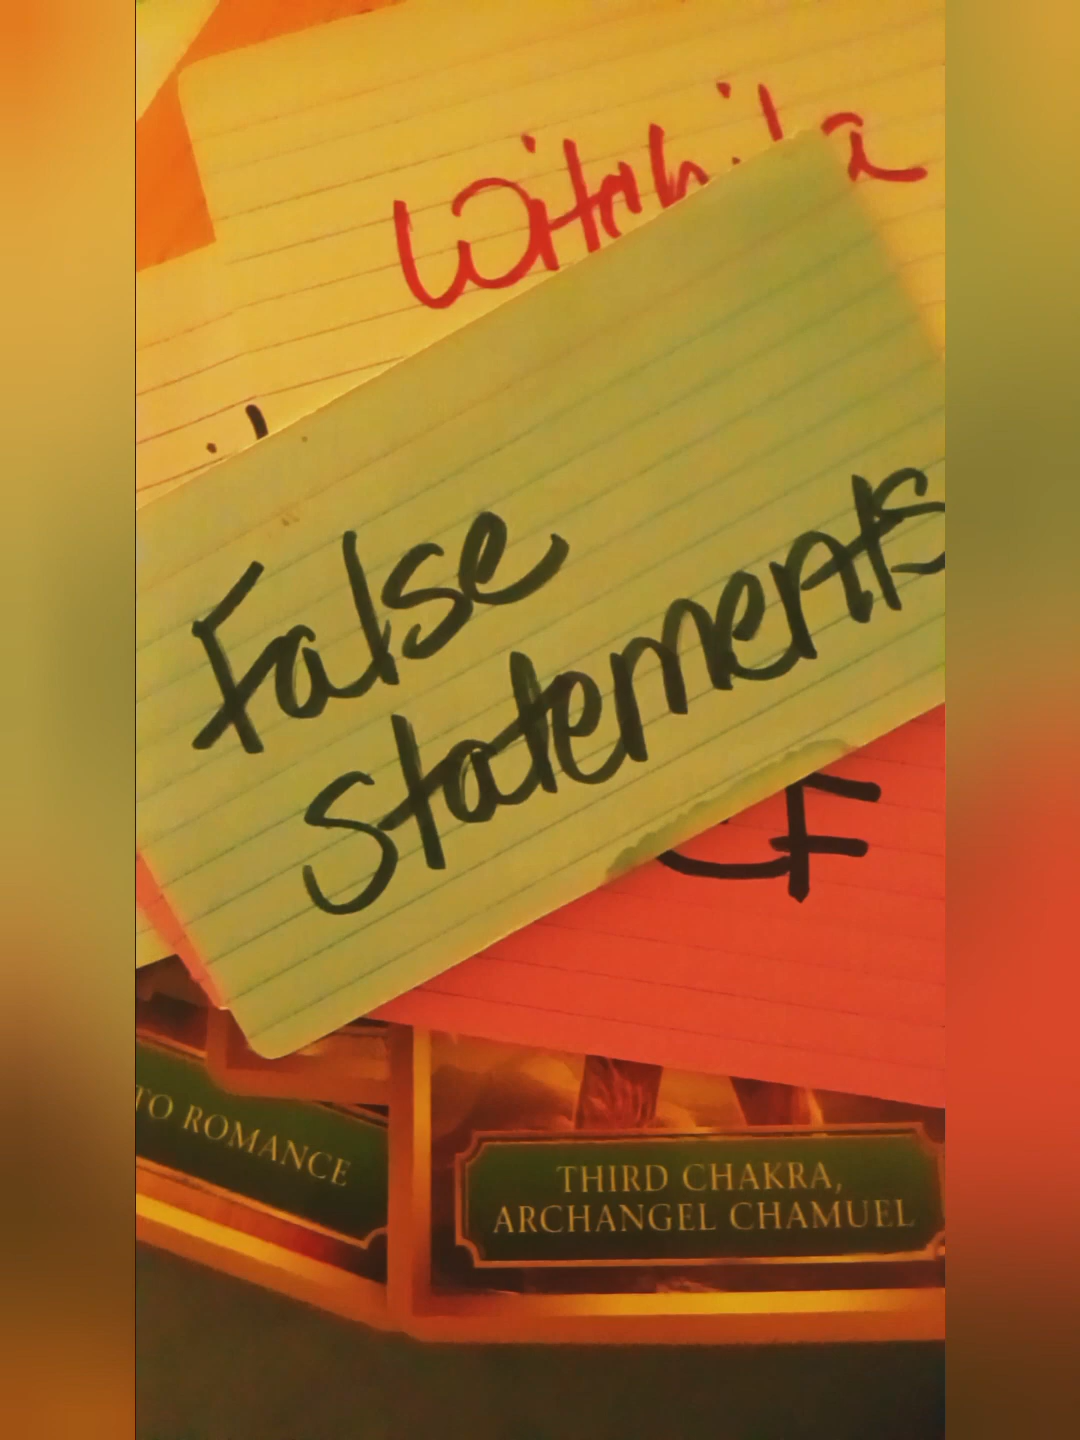 False
Statements
F
TO ROMANCE
THIRD CHAKRA,
ARCHANGEL CHAMUEL